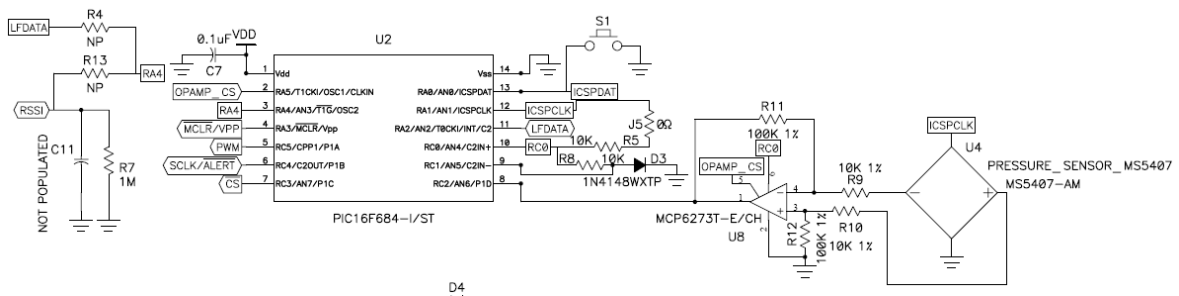 R4
LFDATA
NP
R13
NP
RA4
RSSI
C11
NOT POPULATED
R7
1M
0.1uF
VDD
C7
U2
1
Vdd
Vss
14
OPAMP_CS
2
RA5/T1CKI/OSC1/CLKIN
RA0/AN0/ICSPDAT
13
ICSPDAT
RA4
3
RA4/AN3/T1G/OSC2
RA1/AN1/ICSPCLK
12
ICSPCLK
MCLR/VPP
4
RA3/MCLR/Vpp
RA2/AN2/T0CKI/INT/C2
11
LFDATA
PWM
5
RC5/CPP1/P1A
RC0/AN4/C2IN+
10
RC0
SCLK/ALERT
6
RC4/C2OUT/P1B
RC1/AN5/C2IN-
9
CS
7
RC3/AN7/P1C
RC2/AN6/P1D
8
PIC16F684-I/ST
S1
J5
0Ω
10K
R5
R8
10K
D3
1N4148WXTP
R11
100K 1%
RC0
OPAMP_CS
6
5
4
1
3
2
MCP6273T-E/CH
U8
10K 1%
R9
R10
10K 1%
R12
100K 1%
ICSPCLK
U4
PRESSURE_SENSOR_MS5407
MS5407-AM
D4